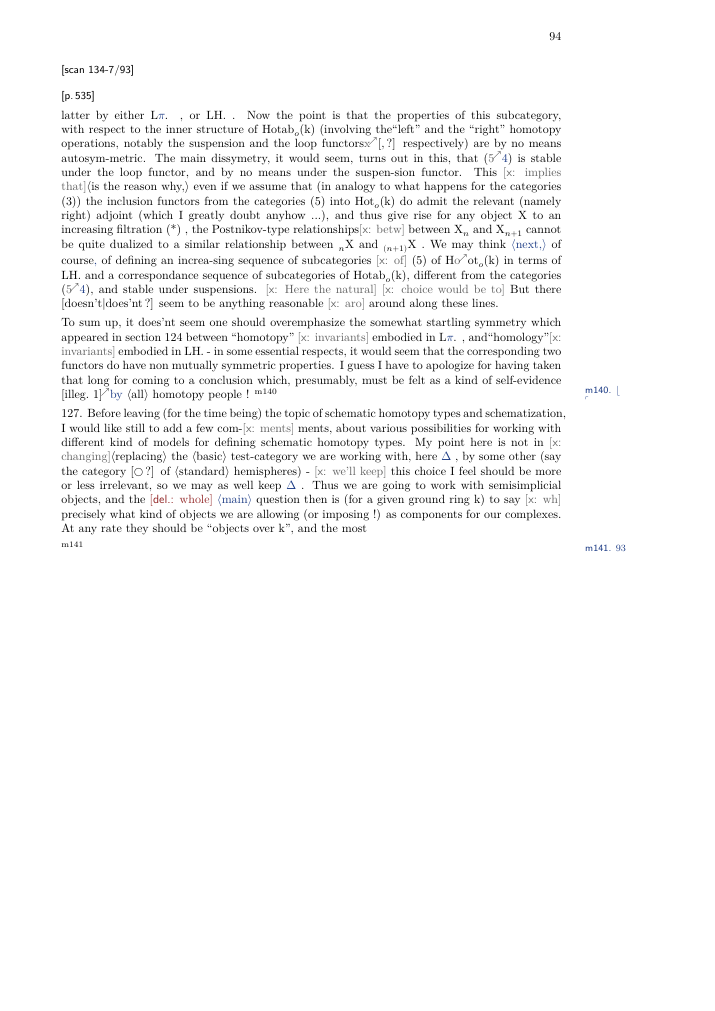 94
[scan 134-7/93]
[p. 535]
latter by either Lπ. , or LH. . Now the point is that the properties of this subcategory,
with respect to the inner structure of Hotabₒ(k) (involving the“left” and the “right” homotopy
operations, notably the suspension and the loop functorsx↗[, ?] respectively) are by no means
autosym-metric. The main dissymetry, it would seem, turns out in this, that (5↗4) is stable
under the loop functor, and by no means under the suspen-sion functor. This [x: implies
that]⟨is the reason why,⟩ even if we assume that (in analogy to what happens for the categories
(3)) the inclusion functors from the categories (5) into Hotₒ(k) do admit the relevant (namely
right) adjoint (which I greatly doubt anyhow ...), and thus give rise for any object X to an
increasing filtration (*) , the Postnikov-type relationships[x: betw] between Xₙ and Xₙ₊₁ cannot
be quite dualized to a similar relationship between ₙX and ₍ₙ₊₁₎X . We may think ⟨next,⟩ of
course, of defining an increa-sing sequence of subcategories [x: of] (5) of Ho↗otₒ(k) in terms of
LH. and a correspondance sequence of subcategories of Hotabₒ(k), different from the categories
(5↗4), and stable under suspensions. [x: Here the natural] [x: choice would be to] But there
[doesn't|does'nt ?] seem to be anything reasonable [x: aro] around along these lines.
To sum up, it does'nt seem one should overemphasize the somewhat startling symmetry which
appeared in section 124 between “homotopy” [x: invariants] embodied in Lπ. , and“homology”[x:
invariants] embodied in LH. - in some essential respects, it would seem that the corresponding two
functors do have non mutually symmetric properties. I guess I have to apologize for having taken
that long for coming to a conclusion which, presumably, must be felt as a kind of self-evidence
[illeg. 1]↗by ⟨all⟩ homotopy people ! m140
m140. ⌊
127. Before leaving (for the time being) the topic of schematic homotopy types and schematization,
I would like still to add a few com-[x: ments] ments, about various possibilities for working with
different kind of models for defining schematic homotopy types. My point here is not in [x:
changing]⟨replacing⟩ the ⟨basic⟩ test-category we are working with, here Δ , by some other (say
the category [○ ?] of ⟨standard⟩ hemispheres) - [x: we'll keep] this choice I feel should be more
or less irrelevant, so we may as well keep Δ . Thus we are going to work with semisimplicial
objects, and the [del.: whole] ⟨main⟩ question then is (for a given ground ring k) to say [x: wh]
precisely what kind of objects we are allowing (or imposing !) as components for our complexes.
At any rate they should be “objects over k”, and the most
m141
m141. 93